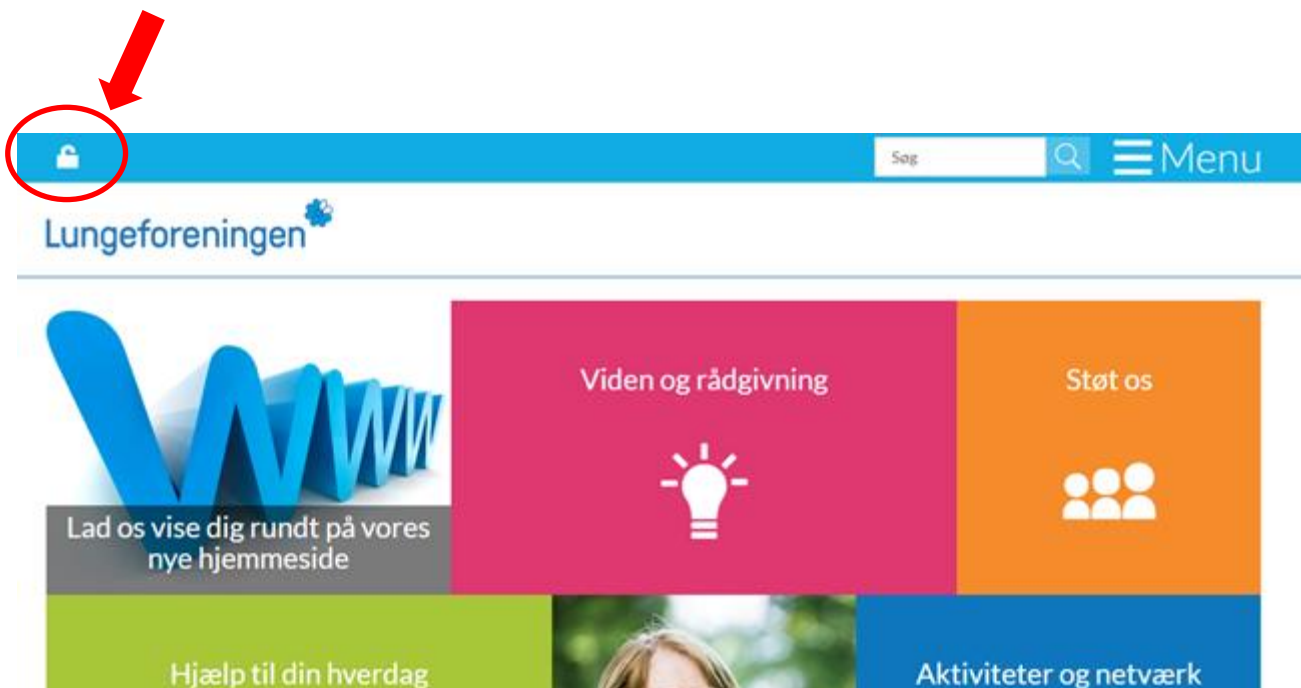 Søg
Menu
Lungeforeningen
WWW
Viden og rådgivning
Støt os
Lad os vise dig rundt på vores
nye hjemmeside
Hjælp til din hverdag
Aktiviteter og netværk